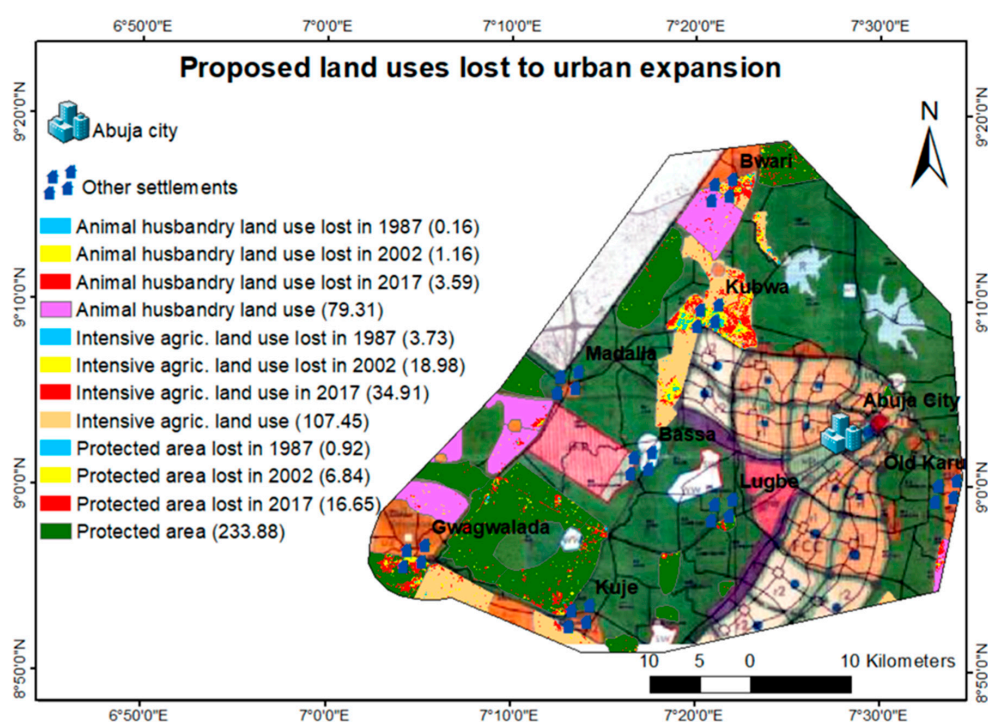 6°50'0"E 7°0'0"E 7°10'0"E 7°20'0"E 7°30'0"E
Proposed land uses lost to urban expansion
9°20'0"N
9°20'0"N
N
Abuja city
Other settlements
Animal husbandry land use lost in 1987 (0.16)
Animal husbandry land use lost in 2002 (1.16)
Animal husbandry land use lost in 2017 (3.59)
Animal husbandry land use (79.31)
Intensive agric. land use lost in 1987 (3.73)
Intensive agric. land use lost in 2002 (18.98)
Intensive agric. land use in 2017 (34.91)
Intensive agric. land use (107.45)
Protected area lost in 1987 (0.92)
Protected area lost in 2002 (6.84)
Protected area lost in 2017 (16.65)
Protected area (233.88)
9°10'0"N
9°0'0"N
8°50'0"N
Bwari
Kubwa
Madalla
Abuja City
Bassa
Old Karu
Lugbe
Gwagwalada
FCC
Kuje
r2
r2
9°10'0"N
9°0'0"N
8°50'0"N
10 5 0 10 Kilometers
6°50'0"E 7°0'0"E 7°10'0"E 7°20'0"E 7°30'0"E